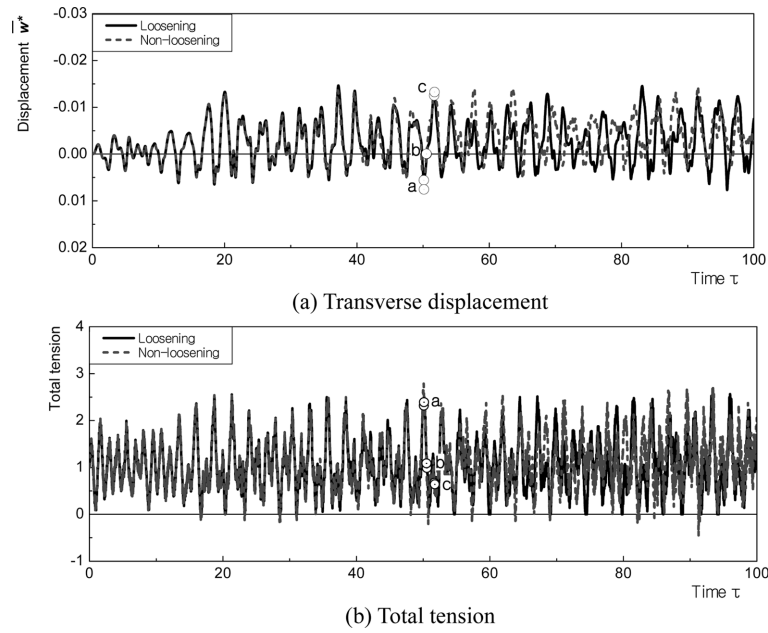 -0.03
Loosening
Non-loosening
-0.02
-0.01
c
0.00
b
a
0.01
0.02
Displacement w*
0 20 40 60 80 100
Time τ
(a) Transverse displacement
4
Loosening
Non-loosening
3
a
2
1
b
c
0
-1
Total tension
0 20 40 60 80 100
Time τ
(b) Total tension